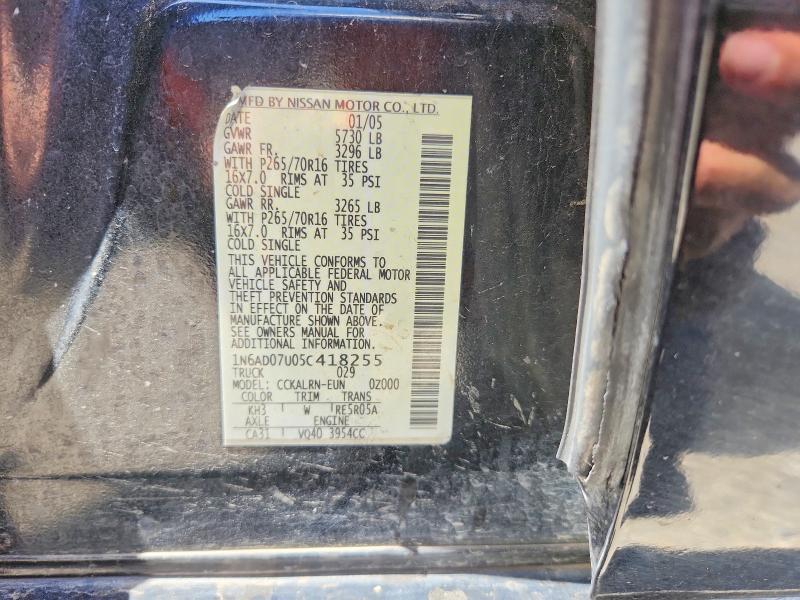 MFD BY NISSAN MOTOR CO., LTD.
DATE 01/05
GVWR 5730 LB
GAWR FR. 3296 LB
WITH P265/70R16 TIRES
16X7.0 RIMS AT 35 PSI
COLD SINGLE
GAWR RR. 3265 LB
WITH P265/70R16 TIRES
16X7.0 RIMS AT 35 PSI
COLD SINGLE
THIS VEHICLE CONFORMS TO
ALL APPLICABLE FEDERAL MOTOR
VEHICLE SAFETY AND
THEFT PREVENTION STANDARDS
IN EFFECT ON THE DATE OF
MANUFACTURE SHOWN ABOVE.
SEE OWNERS MANUAL FOR
ADDITIONAL INFORMATION.
1N6AD07U05C418255
TRUCK 029
MODEL: CCKALRN-EUN 0Z000
COLOR TRIM TRANS
KH3 W RE5R05A
AXLE ENGINE
CA31 VQ40 3954CC